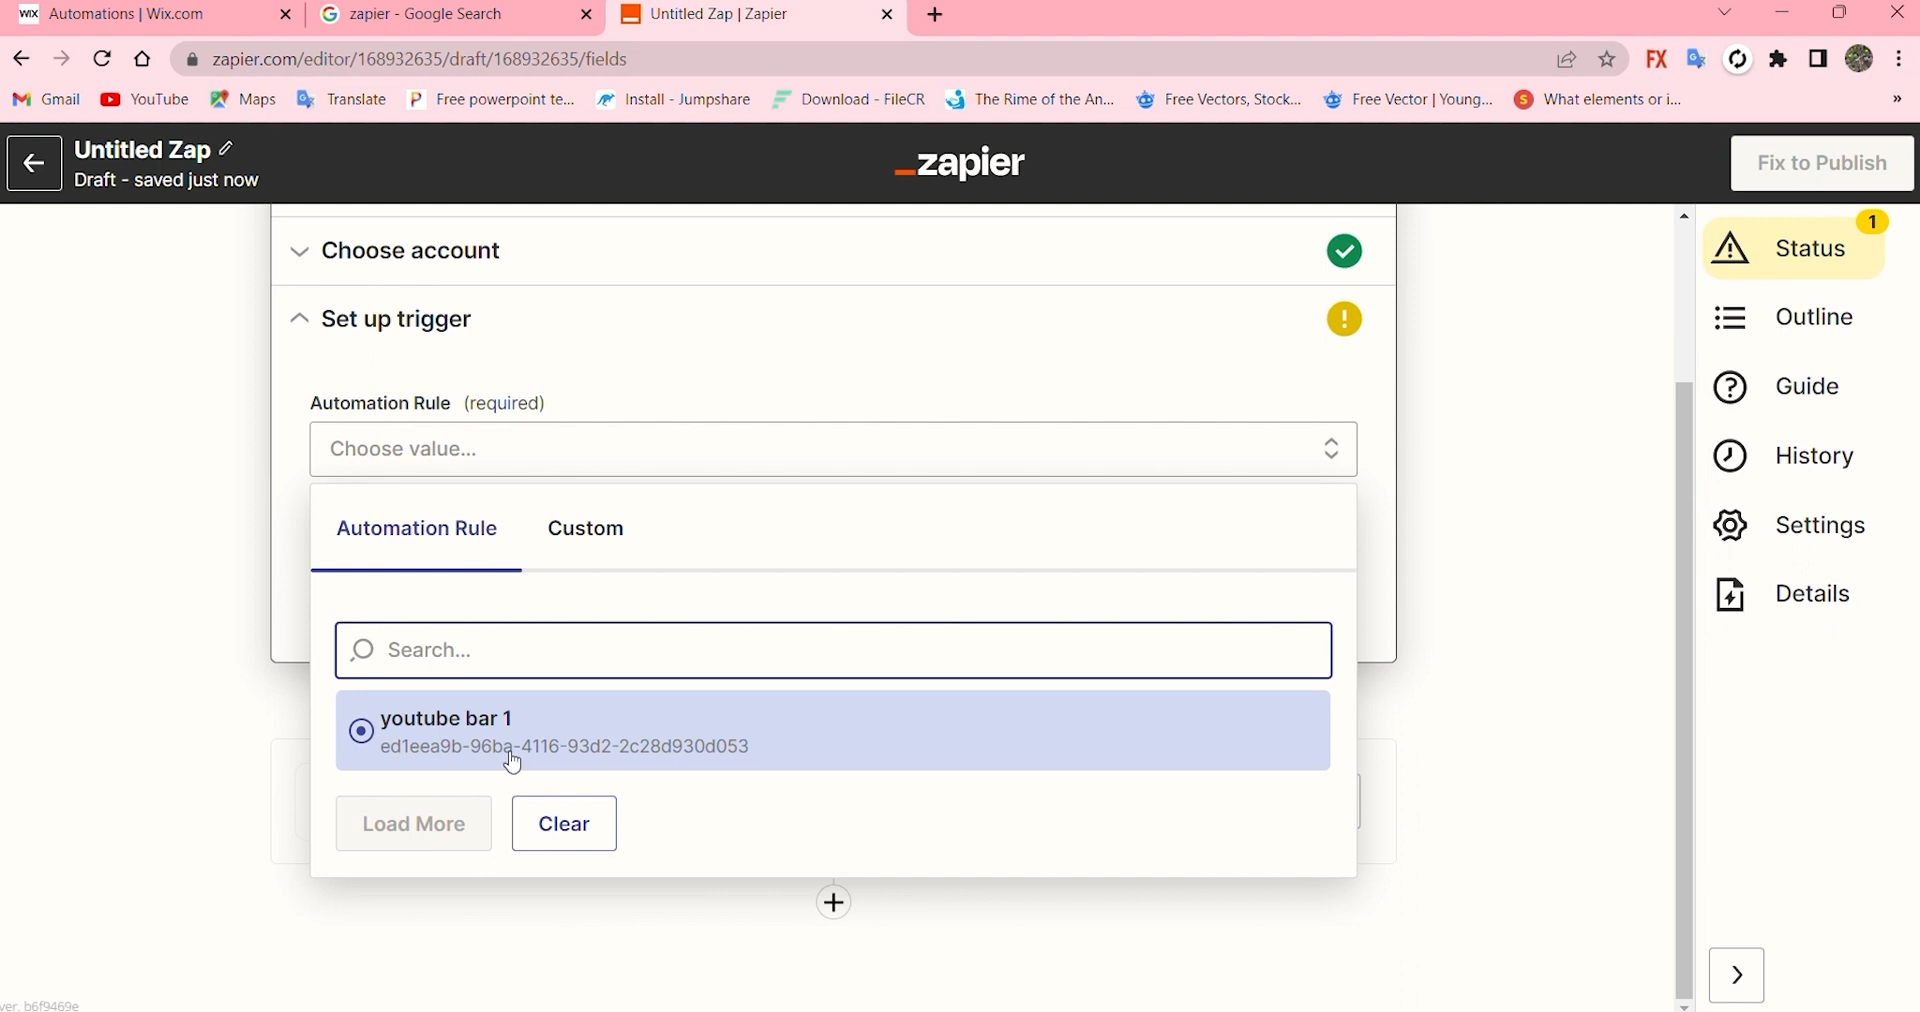 WIX Automations | Wix.com
zapier - Google Search
Untitled Zap | Zapier
zapier.com/editor/168932635/draft/168932635/fields
FX
Gmail
YouTube
Maps
Translate
Free powerpoint te...
Install - Jumpshare
Download - FileCR
The Rime of the An...
Free Vectors, Stock...
Free Vector | Young...
What elements or i...
»
Untitled Zap
Draft - saved just now
_zapier
Fix to Publish
Choose account
Set up trigger
Automation Rule (required)
Choose value...
Automation Rule Custom
Search...
youtube bar 1
ed1eea9b-96ba-4116-93d2-2c28d930d053
Load More Clear
1
Status
Outline
Guide
History
Settings
Details
ver. b6f9469e